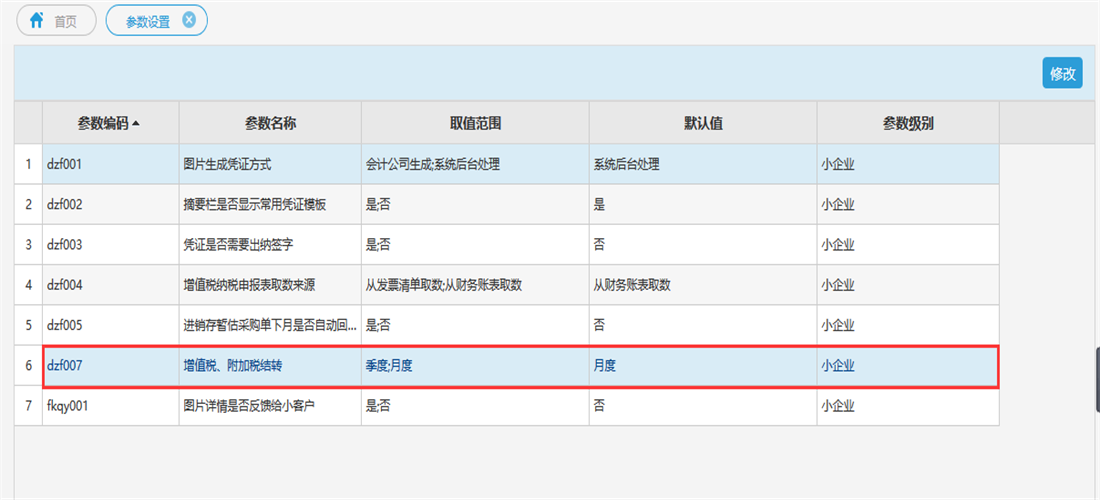 首页 参数设置
修改
参数编码 参数名称 取值范围 默认值 参数级别
1 dzf001 图片生成凭证方式 会计公司生成;系统后台处理 系统后台处理 小企业
2 dzf002 摘要栏是否显示常用凭证模板 是;否 是 小企业
3 dzf003 凭证是否需要出纳签字 是;否 否 小企业
4 dzf004 增值税纳税申报表取数来源 从发票清单取数;从财务账表取数 从财务账表取数 小企业
5 dzf005 进销存暂估采购单下月是否自动回... 是;否 否 小企业
6 dzf007 增值税、附加税结转 季度;月度 月度 小企业
7 fkqy001 图片详情是否反馈给小客户 是;否 否 小企业